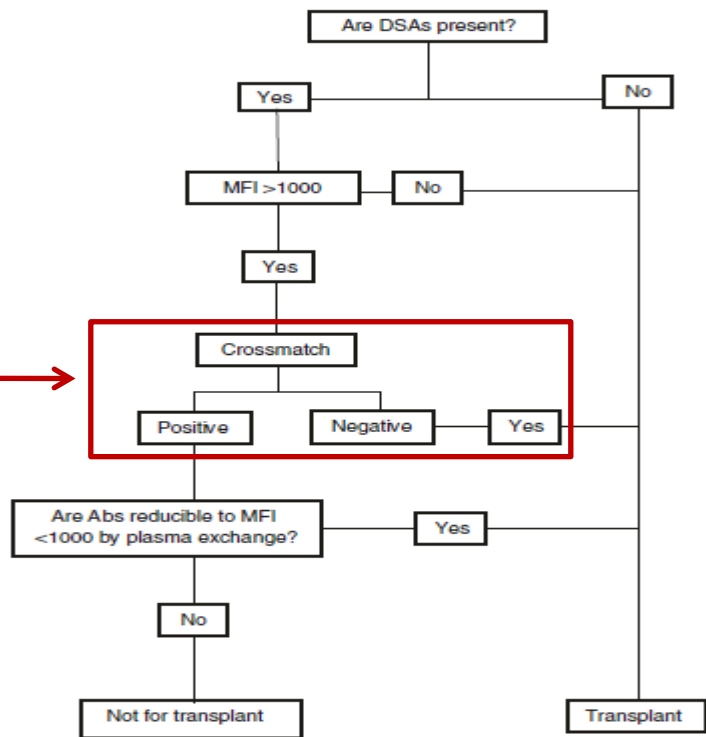 Are DSAs present?
Yes
No
MFI >1000
No
Yes
Crossmatch
Positive
Negative
Yes
Are Abs reducible to MFI
<1000 by plasma exchange?
Yes
No
Not for transplant
Transplant